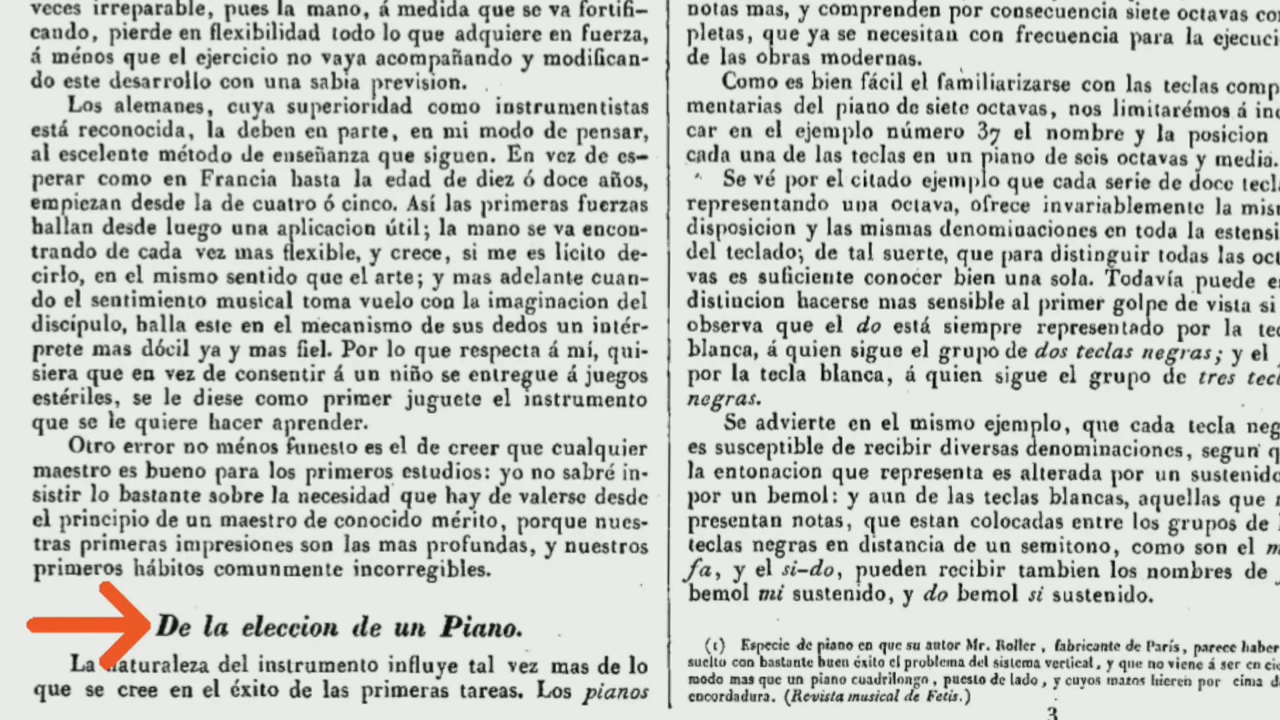 veces irreparable, pues la mano, á medida que se va fortifi-
cando, pierde en flexibilidad todo lo que adquiere en fuerza,
á ménos que el ejercicio no vaya acompañando y modifican-
do este desarrollo con una sabia prevision.
Los alemanes, cuya superioridad como instrumentistas
está reconocida, la deben en parte, en mi modo de pensar,
al escelente método de enseñanza que siguen. En vez de es-
perar como en Francia hasta la edad de diez ó doce años,
empiezan desde la de cuatro ó cinco. Así las primeras fuerzas
hallan desde luego una aplicacion útil; la mano se va encon-
trando de cada vez mas flexible, y crece, si me es lícito de-
cirlo, en el mismo sentido que el arte; y mas adelante cuan-
do el sentimiento musical toma vuelo con la imaginacion del
discípulo, halla este en el mecanismo de sus dedos un intér-
prete mas dócil ya y mas fiel. Por lo que respecta á mí, qui-
siera que en vez de consentir á un niño se entregue á juegos
estériles, se le diese como primer juguete el instrumento
que se le quiere hacer aprender.
Otro error no ménos funesto es el de creer que cualquier
maestro es bueno para los primeros estudios: yo no sabré in-
sistir lo bastante sobre la necesidad que hay de valerse desde
el principio de un maestro de conocido mérito, porque nues-
tras primeras impresiones son las mas profundas, y nuestros
primeros hábitos comunmente incorregibles.
De la eleccion de un Piano.
La naturaleza del instrumento influye tal vez mas de lo
que se cree en el éxito de las primeras tareas. Los pianos
notas mas, y comprenden por consecuencia siete octavas co
pletas, que ya se necesitan con frecuencia para la ejecuci
de las obras modernas.
Como es bien fácil el familiarizarse con las teclas comp
mentarias del piano de siete octavas, nos limitarémos á in
car en el ejemplo número 37 el nombre y la posicion
cada una de las teclas en un piano de seis octavas y media.
Se vé por el citado ejemplo que cada serie de doce tecl
representando una octava, ofrece invariablemente la mis
disposicion y las mismas denominaciones en toda la estensi
del teclado; de tal suerte, que para distinguir todas las oct
vas es suficiente conocer bien una sola. Todavía puede e
distincion hacerse mas sensible al primer golpe de vista si
observa que el do está siempre representado por la tec
blanca, á quien sigue el grupo de dos teclas negras; y el
por la tecla blanca, á quien sigue el grupo de tres tecl
negras.
Se advierte en el mismo ejemplo, que cada tecla neg
es susceptible de recibir diversas denominaciones, segun q
la entonacion que representa es alterada por un sustenido
por un bemol: y aun de las teclas blancas, aquellas que
presentan notas, que estan colocadas entre los grupos de
teclas negras en distancia de un semitono, como son el m
fa, y el si-do, pueden recibir tambien los nombres de
bemol mi sustenido, y do bemol si sustenido.
(1) Especie de piano en que su autor Mr. Roller, fabricante de París, parece haber
suelto con bastante buen éxito el problema del sistema vertical, y que no viene á ser en cie
modo mas que un piano cuadrilongo, puesto de lado, y cuyos mazos hieren por cima d
encordadura. (Revista musical de Fetis.)
3